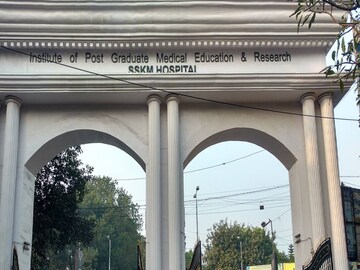 Institute of Post Graduate Medical Education & Research
SSKM HOSPITAL